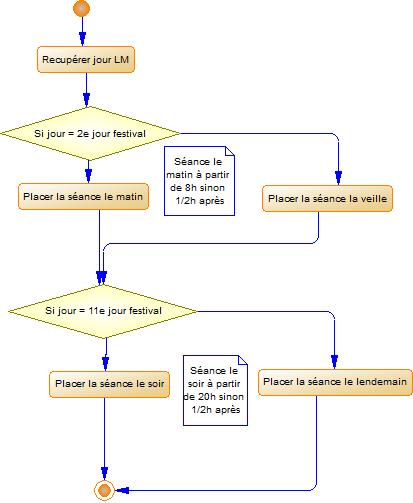 Recupérer jour LM
Si jour = 2e jour festival
Séance le
matin à partir
de 8h sinon
1/2h après
Placer la séance le matin
Placer la séance la veille
Si jour = 11e jour festival
Séance le
soir à partir
de 20h sinon
1/2h après
Placer la séance le soir
Placer la séance le lendemain